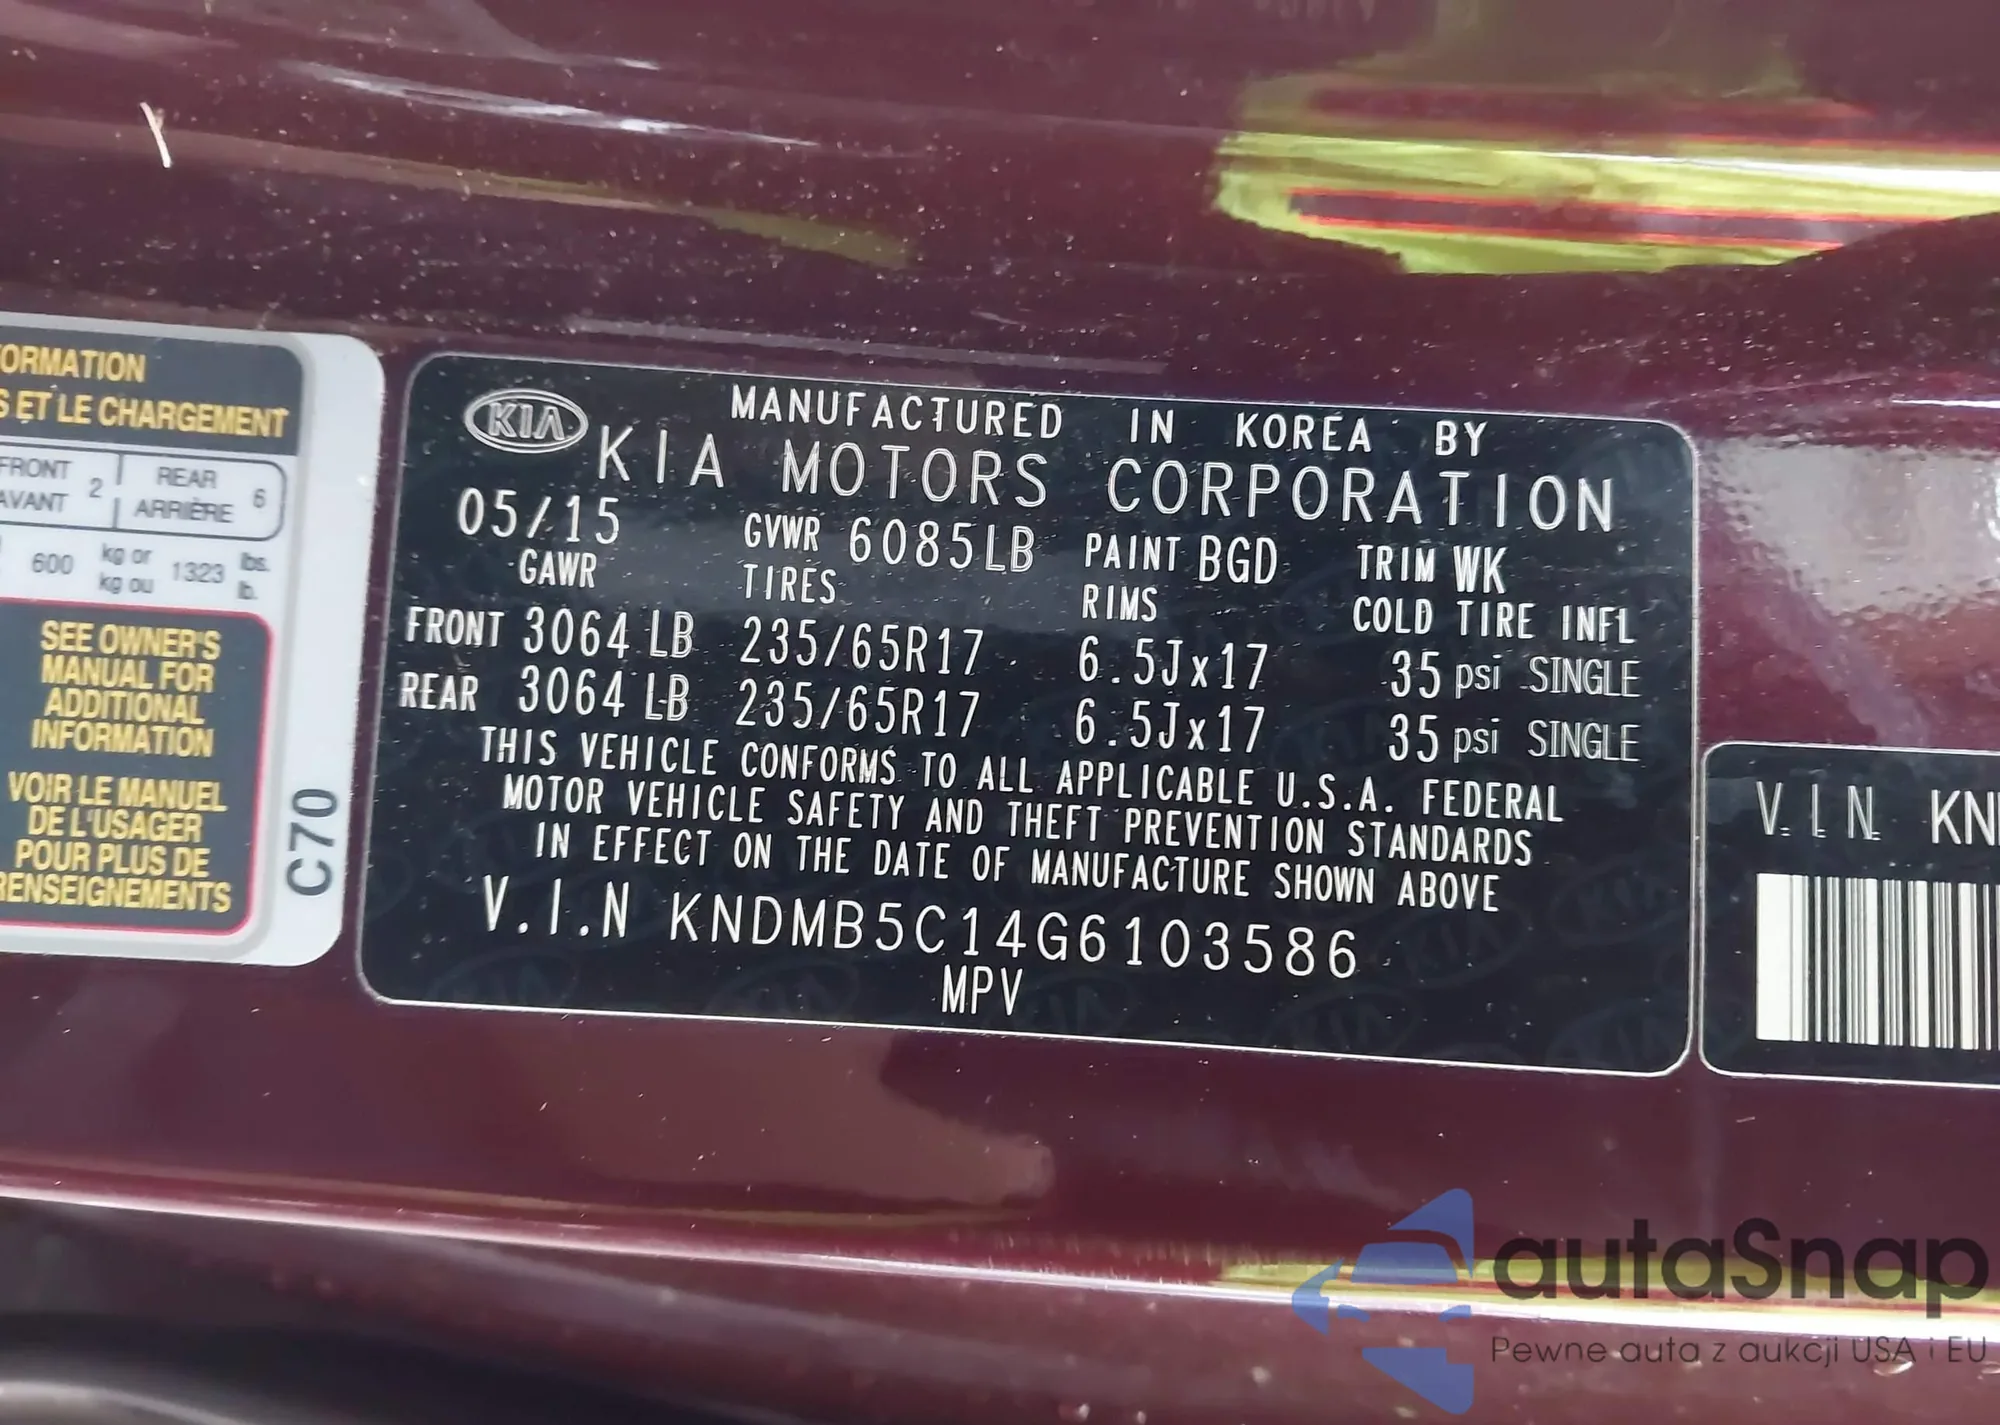 ORMATION
S ET LE CHARGEMENT
FRONT 2 REAR 6
AVANT ARRIÈRE
600 kg or 1323 lbs.
kg ou lb.
SEE OWNER'S
MANUAL FOR
ADDITIONAL
INFORMATION
VOIR LE MANUEL
DE L'USAGER
POUR PLUS DE
RENSEIGNEMENTS
C70
KIA
MANUFACTURED IN KOREA BY
KIA MOTORS CORPORATION
05/15 GVWR 6085LB PAINT BGD TRIM WK
GAWR TIRES RIMS COLD TIRE INFL
FRONT 3064 LB 235/65R17 6.5Jx17 35 psi SINGLE
REAR 3064 LB 235/65R17 6.5Jx17 35 psi SINGLE
THIS VEHICLE CONFORMS TO ALL APPLICABLE U.S.A. FEDERAL
MOTOR VEHICLE SAFETY AND THEFT PREVENTION STANDARDS
IN EFFECT ON THE DATE OF MANUFACTURE SHOWN ABOVE
V.I.N KNDMB5C14G6103586
MPV
V.I.N. KN
autaSnap
Pewne auta z aukcji USA i EU